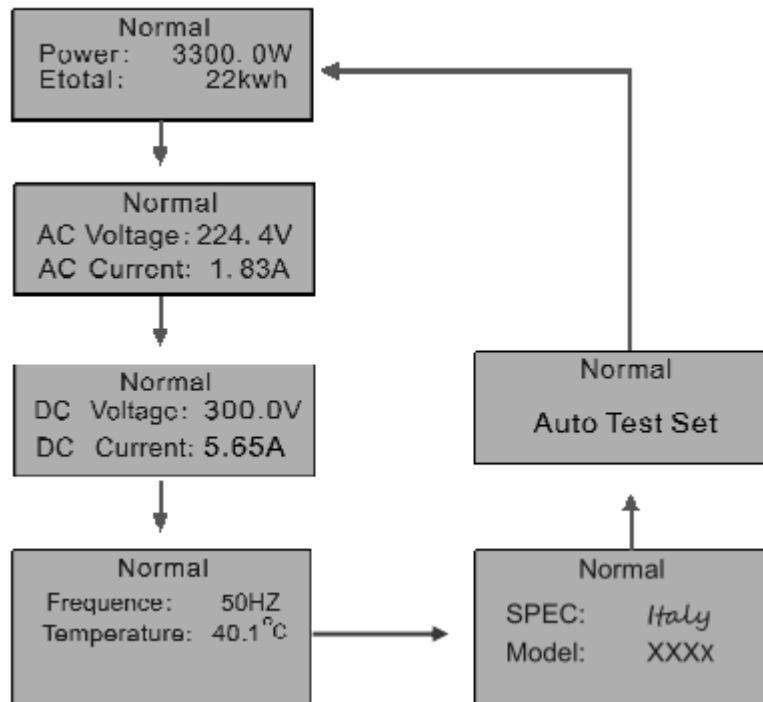 Normal
Power: 3300.0W
Etotal: 22kwh
Normal
AC Voltage: 224.4V
AC Current: 1.83A
Normal
DC Voltage: 300.0V
DC Current: 5.65A
Normal
Frequence: 50HZ
Temperature: 40.1°C
Normal
SPEC: Italy
Model: XXXx
Normal
Auto Test Set